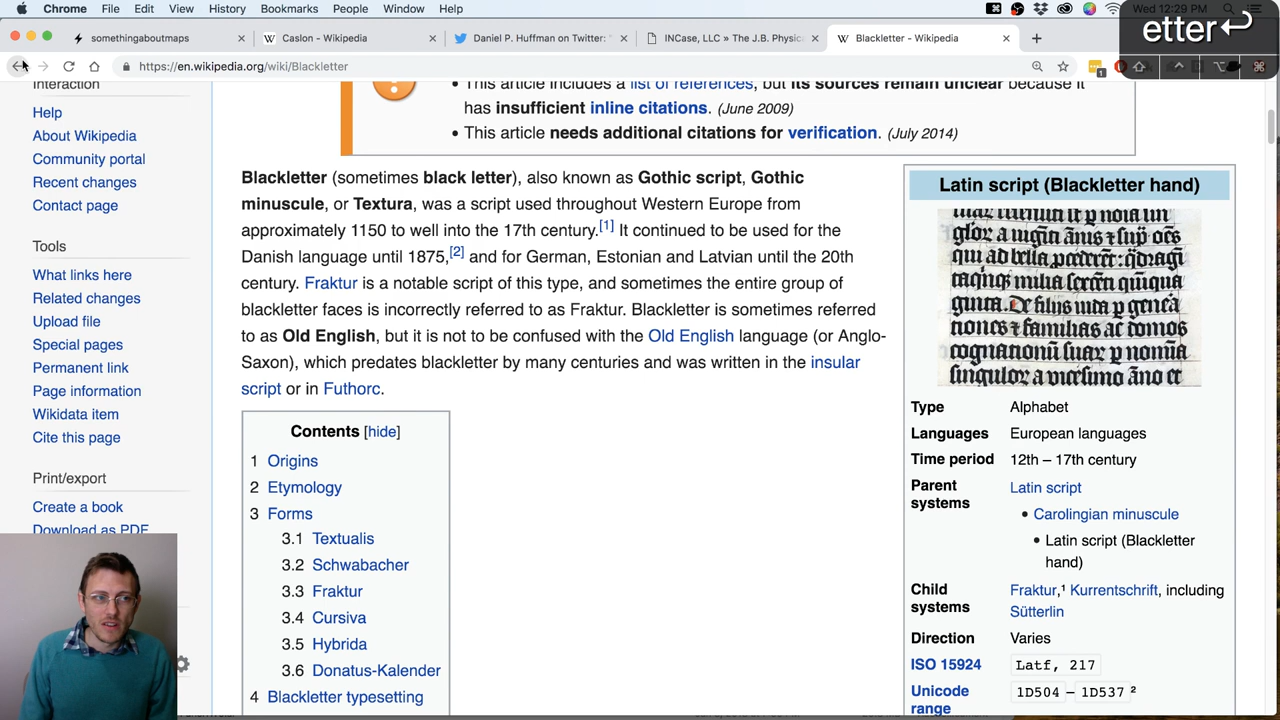 Chrome File Edit View History Bookmarks People Window Help
Wed 12:29 PM
etter
somethingaboutmaps
Caslon - Wikipedia
Daniel P. Huffman on Twitter: "
INCase, LLC » The J.B. Physic
Blackletter - Wikipedia
https://en.wikipedia.org/wiki/Blackletter
Interaction
Help
About Wikipedia
Community portal
Recent changes
Contact page
Tools
What links here
Related changes
Upload file
Special pages
Permanent link
Page information
Wikidata item
Cite this page
Print/export
Create a book
Download as PDF
• This article includes a list of references, but its sources remain unclear because it
has insufficient inline citations. (June 2009)
• This article needs additional citations for verification. (July 2014)
Blackletter (sometimes black letter), also known as Gothic script, Gothic
minuscule, or Textura, was a script used throughout Western Europe from
approximately 1150 to well into the 17th century.[1] It continued to be used for the
Danish language until 1875,[2] and for German, Estonian and Latvian until the 20th
century. Fraktur is a notable script of this type, and sometimes the entire group of
blackletter faces is incorrectly referred to as Fraktur. Blackletter is sometimes referred
to as Old English, but it is not to be confused with the Old English language (or Anglo-
Saxon), which predates blackletter by many centuries and was written in the insular
script or in Futhorc.
Contents [hide]
1 Origins
2 Etymology
3 Forms
3.1 Textualis
3.2 Schwabacher
3.3 Fraktur
3.4 Cursiva
3.5 Hybrida
3.6 Donatus-Kalender
4 Blackletter typesetting
Latin script (Blackletter hand)
Type Alphabet
Languages European languages
Time period 12th – 17th century
Parent systems Latin script
• Carolingian minuscule
• Latin script (Blackletter
hand)
Child systems Fraktur,¹ Kurrentschrift, including
Sütterlin
Direction Varies
ISO 15924 Latf, 217
Unicode range 1D504 – 1D537 ²